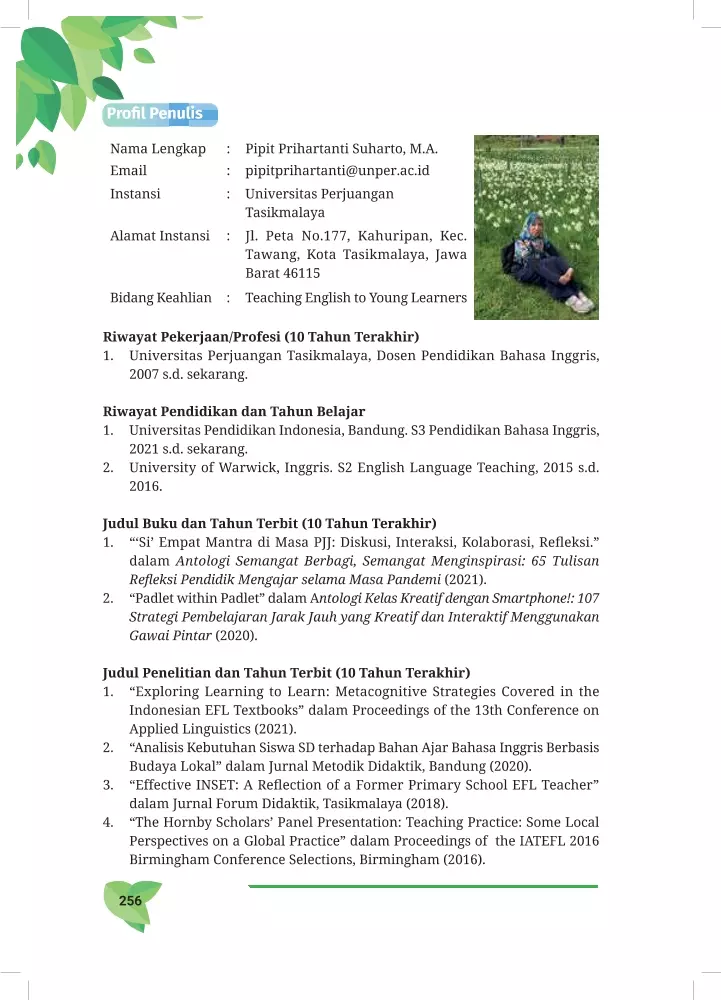 Profil Penulis
Nama Lengkap : Pipit Prihartanti Suharto, M.A.
Email : pipitprihartanti@unper.ac.id
Instansi : Universitas Perjuangan
Tasikmalaya
Alamat Instansi : Jl. Peta No.177, Kahuripan, Kec.
Tawang, Kota Tasikmalaya, Jawa
Barat 46115
Bidang Keahlian : Teaching English to Young Learners
Riwayat Pekerjaan/Profesi (10 Tahun Terakhir)
1. Universitas Perjuangan Tasikmalaya, Dosen Pendidikan Bahasa Inggris,
2007 s.d. sekarang.
Riwayat Pendidikan dan Tahun Belajar
1. Universitas Pendidikan Indonesia, Bandung. S3 Pendidikan Bahasa Inggris,
2021 s.d. sekarang.
2. University of Warwick, Inggris. S2 English Language Teaching, 2015 s.d.
2016.
Judul Buku dan Tahun Terbit (10 Tahun Terakhir)
1. “‘Si’ Empat Mantra di Masa PJJ: Diskusi, Interaksi, Kolaborasi, Refleksi.”
dalam Antologi Semangat Berbagi, Semangat Menginspirasi: 65 Tulisan
Refleksi Pendidik Mengajar selama Masa Pandemi (2021).
2. “Padlet within Padlet” dalam Antologi Kelas Kreatif dengan Smartphone!: 107
Strategi Pembelajaran Jarak Jauh yang Kreatif dan Interaktif Menggunakan
Gawai Pintar (2020).
Judul Penelitian dan Tahun Terbit (10 Tahun Terakhir)
1. “Exploring Learning to Learn: Metacognitive Strategies Covered in the
Indonesian EFL Textbooks” dalam Proceedings of the 13th Conference on
Applied Linguistics (2021).
2. “Analisis Kebutuhan Siswa SD terhadap Bahan Ajar Bahasa Inggris Berbasis
Budaya Lokal” dalam Jurnal Metodik Didaktik, Bandung (2020).
3. “Effective INSET: A Reflection of a Former Primary School EFL Teacher”
dalam Jurnal Forum Didaktik, Tasikmalaya (2018).
4. “The Hornby Scholars’ Panel Presentation: Teaching Practice: Some Local
Perspectives on a Global Practice” dalam Proceedings of the IATEFL 2016
Birmingham Conference Selections, Birmingham (2016).
256